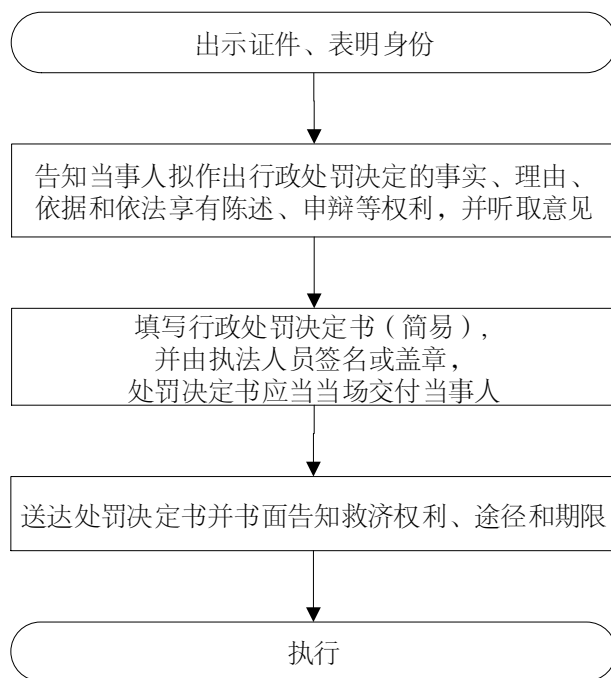 出示证件、表明身份
告知当事人拟作出行政处罚决定的事实、理由、
依据和依法享有陈述、申辩等权利，并听取意见
填写行政处罚决定书（简易），
并由执法人员签名或盖章，
处罚决定书应当当场交付当事人
送达处罚决定书并书面告知救济权利、途径和期限
执行